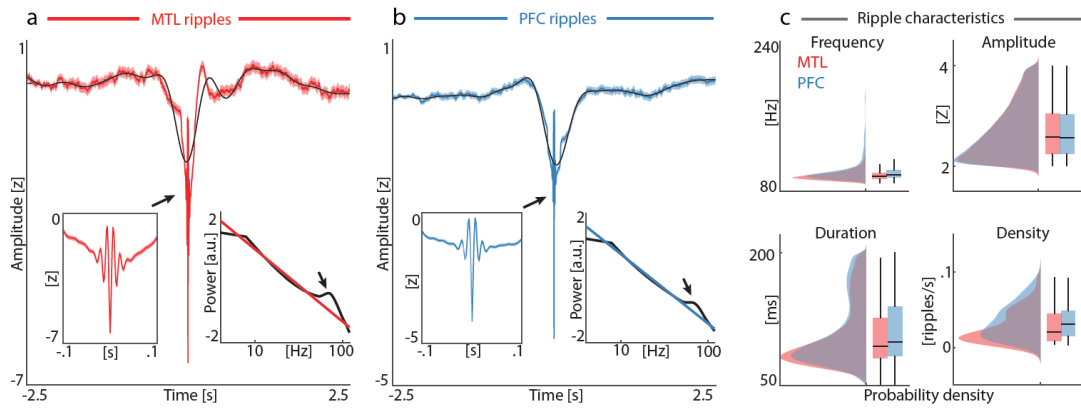 a
MTL ripples
1
Amplitude [z]
-7
-2.5
Time [s]
2.5
0
[z]
-7
-.1
[s]
.1
2
Power [a.u.]
-2
10
[Hz]
100
b
PFC ripples
1
Amplitude [z]
-5
-2.5
Time [s]
2.5
0
[z]
-5
-.1
[s]
.1
2
Power [a.u.]
-2
10
[Hz]
100
c
Ripple characteristics
Frequency
240
[Hz]
80
MTL
PFC
Amplitude
4
[Z]
2
Duration
200
[ms]
50
Density
.1
[ripples/s]
0
Probability density